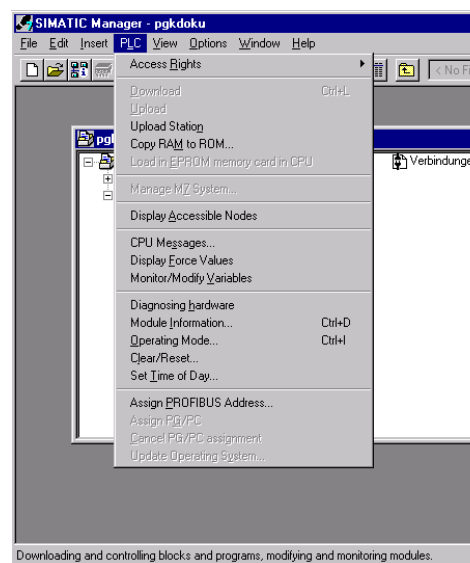 SIMATIC Manager - pgkdoku
File Edit Insert PLC View Options Window Help
< No F
Access Rights
Download Ctrl+L
Upload
Upload Station
Copy RAM to ROM...
Load in EPROM memory card in CPU
Manage M7 System...
Display Accessible Nodes
CPU Messages...
Display Force Values
Monitor/Modify Variables
Diagnosing hardware
Module Information... Ctrl+D
Operating Mode... Ctrl+I
Clear/Reset...
Set Time of Day...
Assign PROFIBUS Address...
Assign PG/PC
Cancel PG/PC assignment
Update Operating System...
pgl
Verbindunge
Downloading and controlling blocks and programs, modifying and monitoring modules.